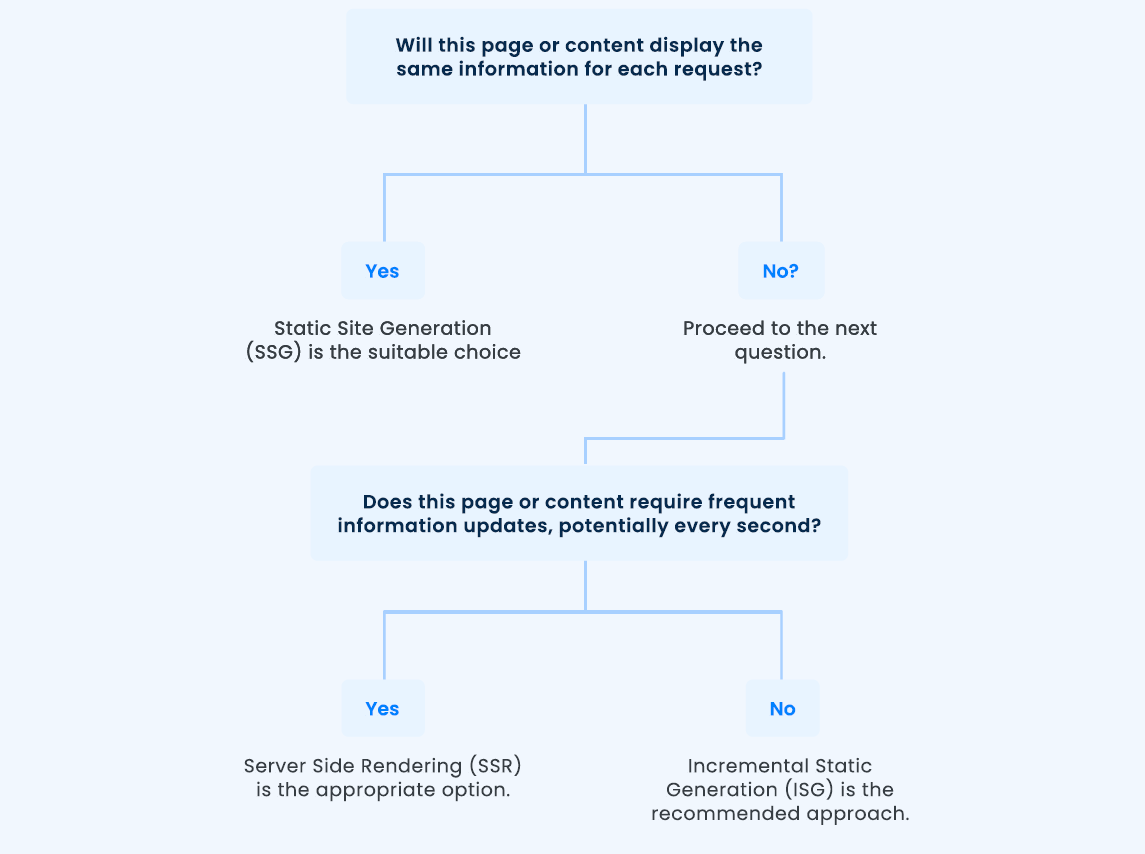 Will this page or content display the
same information for each request?
Yes
No?
Static Site Generation
(SSG) is the suitable choice
Proceed to the next
question.
Does this page or content require frequent
information updates, potentially every second?
Yes
No
Server Side Rendering (SSR)
is the appropriate option.
Incremental Static
Generation (ISG) is the
recommended approach.